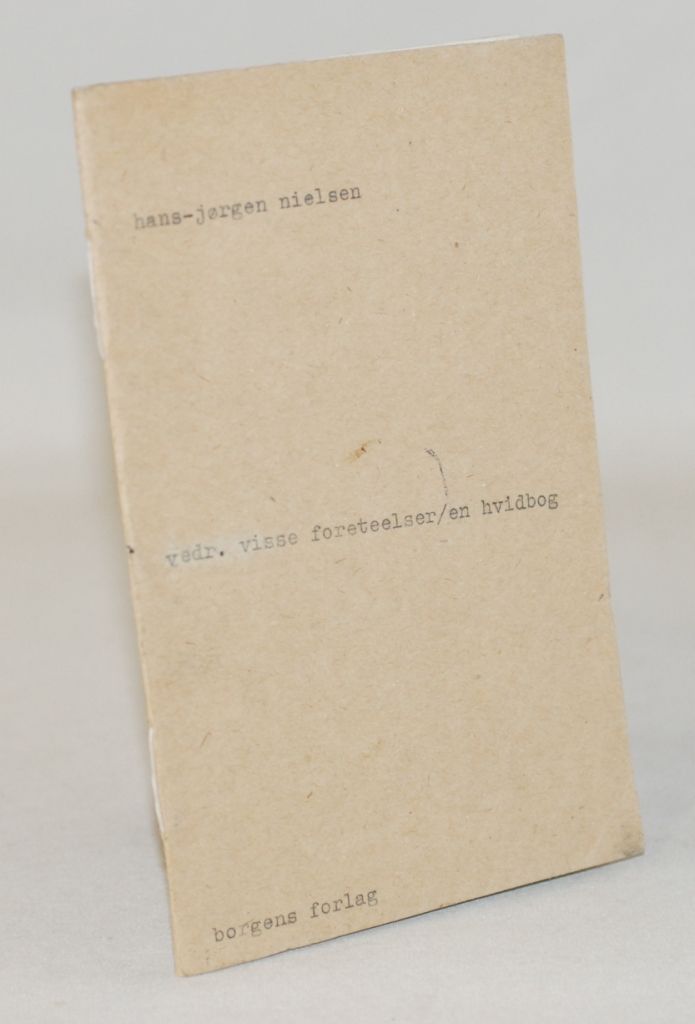 hans-jørgen nielsen
vedr. visse foreteelser/en hvidbog
borgens forlag